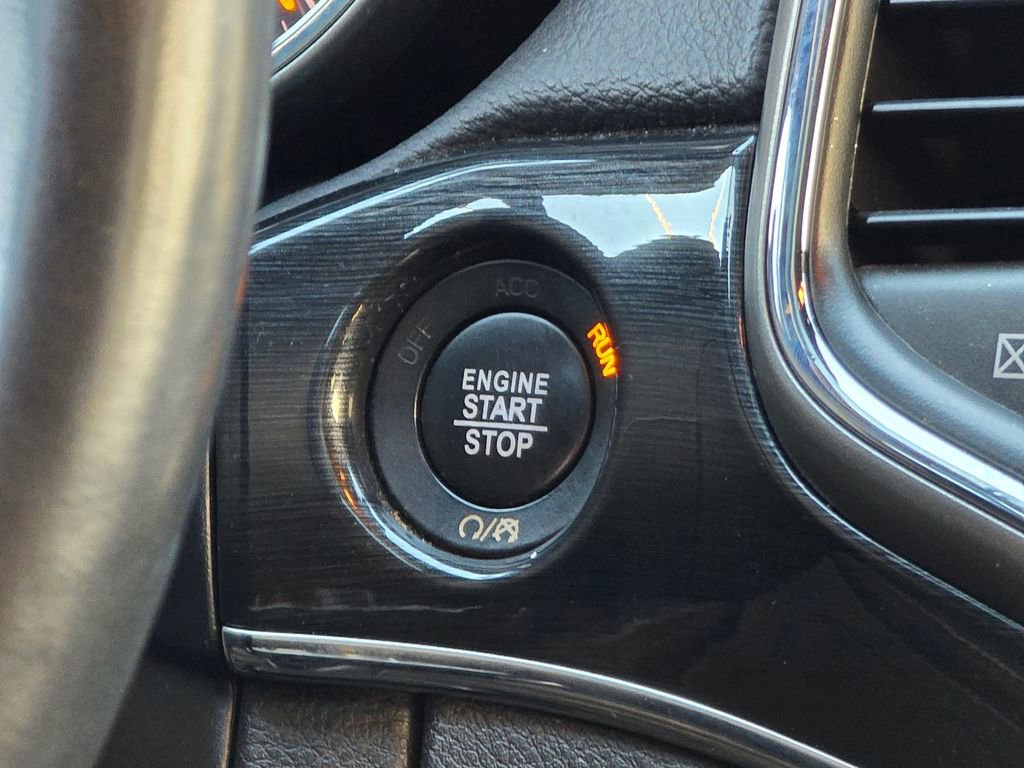 ACC
OFF
RUN
ENGINE
START
STOP